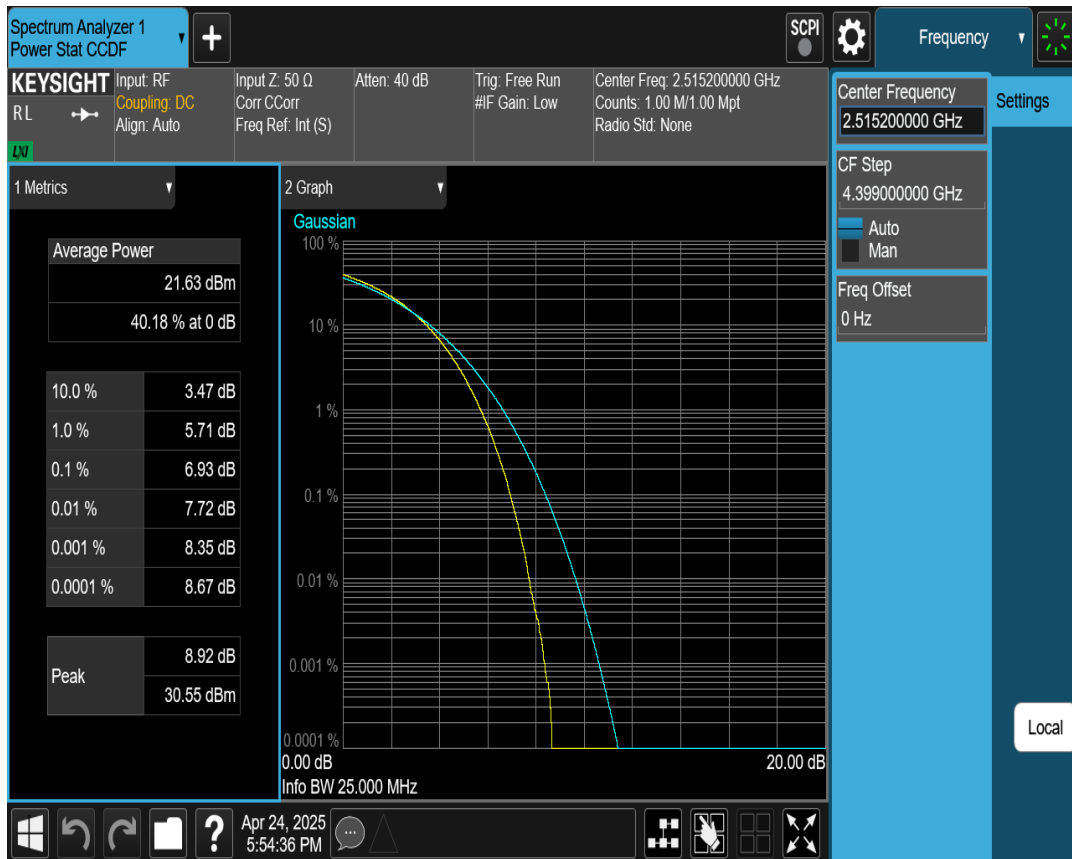 Spectrum Analyzer 1
Power Stat CCDF
+
SCPI
Frequency
KEYSIGHT
RL
LXI
Input: RF
Coupling: DC
Align: Auto
Input Z: 50 Ω
Corr CCorr
Freq Ref: Int (S)
Atten: 40 dB
Trig: Free Run
#IF Gain: Low
Center Freq: 2.515200000 GHz
Counts: 1.00 M/1.00 Mpt
Radio Std: None
Center Frequency
2.515200000 GHz
Settings
CF Step
4.399000000 GHz
Auto
Man
Freq Offset
0 Hz
Local
1 Metrics
Average Power
21.63 dBm
40.18 % at 0 dB
10.0 % 3.47 dB
1.0 % 5.71 dB
0.1 % 6.93 dB
0.01 % 7.72 dB
0.001 % 8.35 dB
0.0001 % 8.67 dB
Peak
8.92 dB
30.55 dBm
2 Graph
Gaussian
100 %
10 %
1 %
0.1 %
0.01 %
0.001 %
0.0001 %
0.00 dB 20.00 dB
Info BW 25.000 MHz
?
Apr 24, 2025
5:54:36 PM